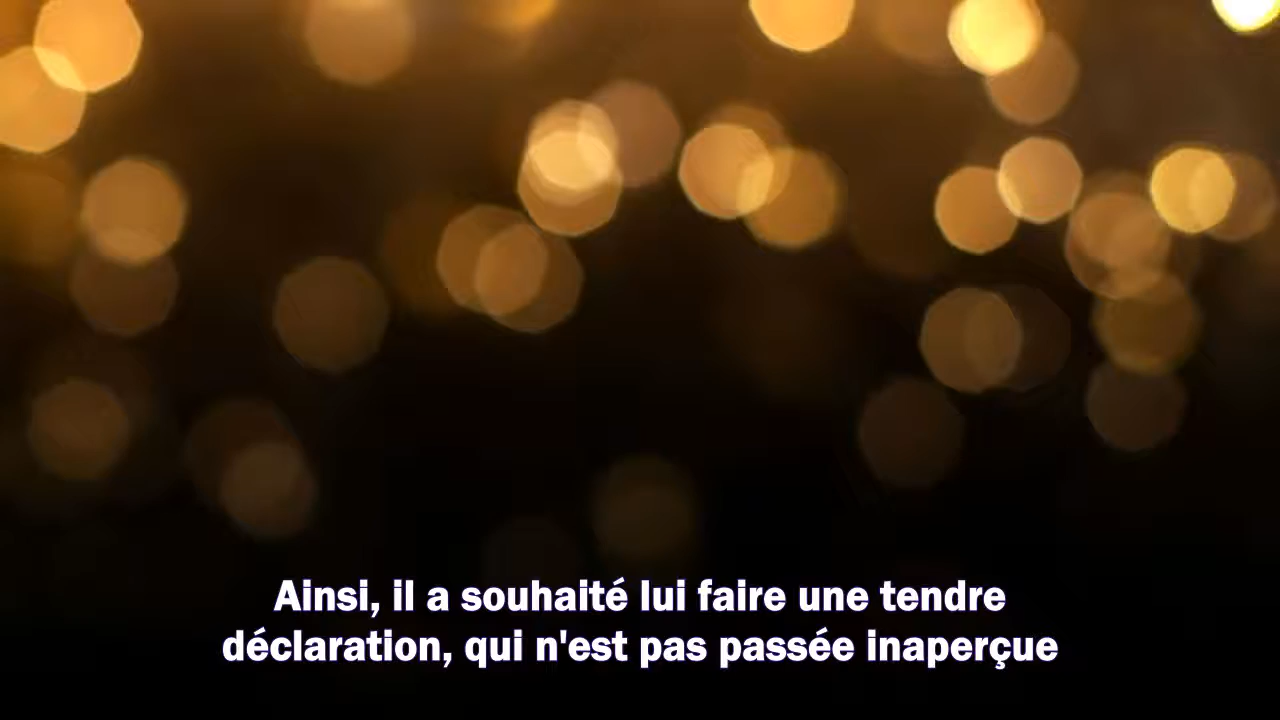 Ainsi, il a souhaité lui faire une tendre
déclaration, qui n'est pas passée inaperçue